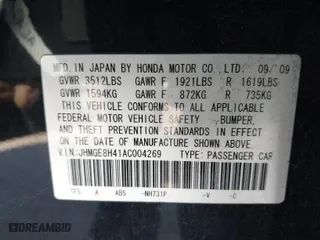 MFD. IN JAPAN BY HONDA MOTOR CO., LTD. 09/09
GVWR 3512LBS GAWR F 1921LBS R 1619LBS
GVWR 1594KG GAWR F 872KG R 735KG
THIS VEHICLE CONFORMS TO ALL APPLICABLE
FEDERAL MOTOR VEHICLE SAFETY, BUMPER, AND
THEFT PREVENTION STANDARDS IN EFFECT ON THE
DATE OF MANUFACTURE SHOWN ABOVE.
V.I.N: JHMGE8H41AC004269 TYPE: PASSENGER CAR
A AB5 NH731P -V -C
DREAMBID